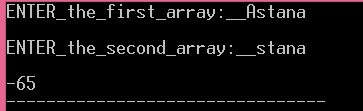 ENTER_the_first_array:__Astana
ENTER_the_second_array:__stana
-65
--------------------------------